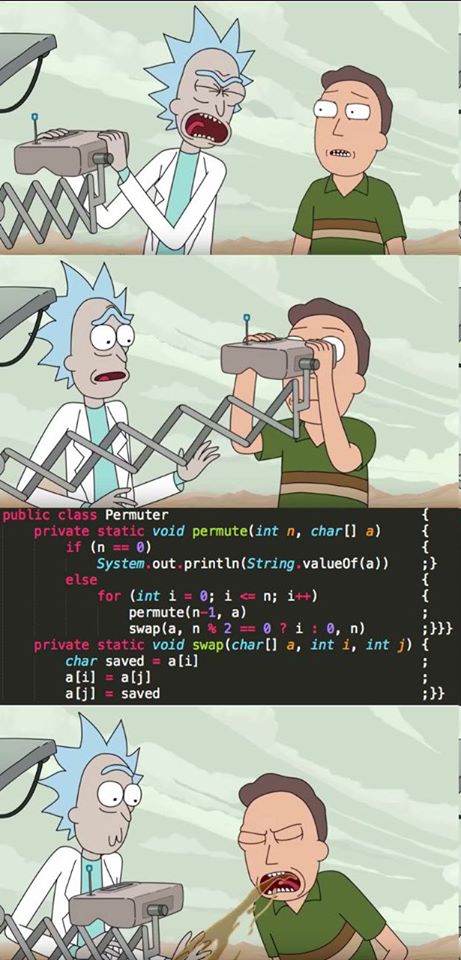 public class Permuter {
private static void permute(int n, char[] a) {
if (n == 0) {
System.out.println(String.valueOf(a)) ;}
else {
for (int i = 0; i <= n; i++) {
permute(n-1, a) ;
swap(a, n % 2 == 0 ? i : 0, n) ;}}}
private static void swap(char[] a, int i, int j) {
char saved = a[i] ;
a[i] = a[j] ;
a[j] = saved ;}}